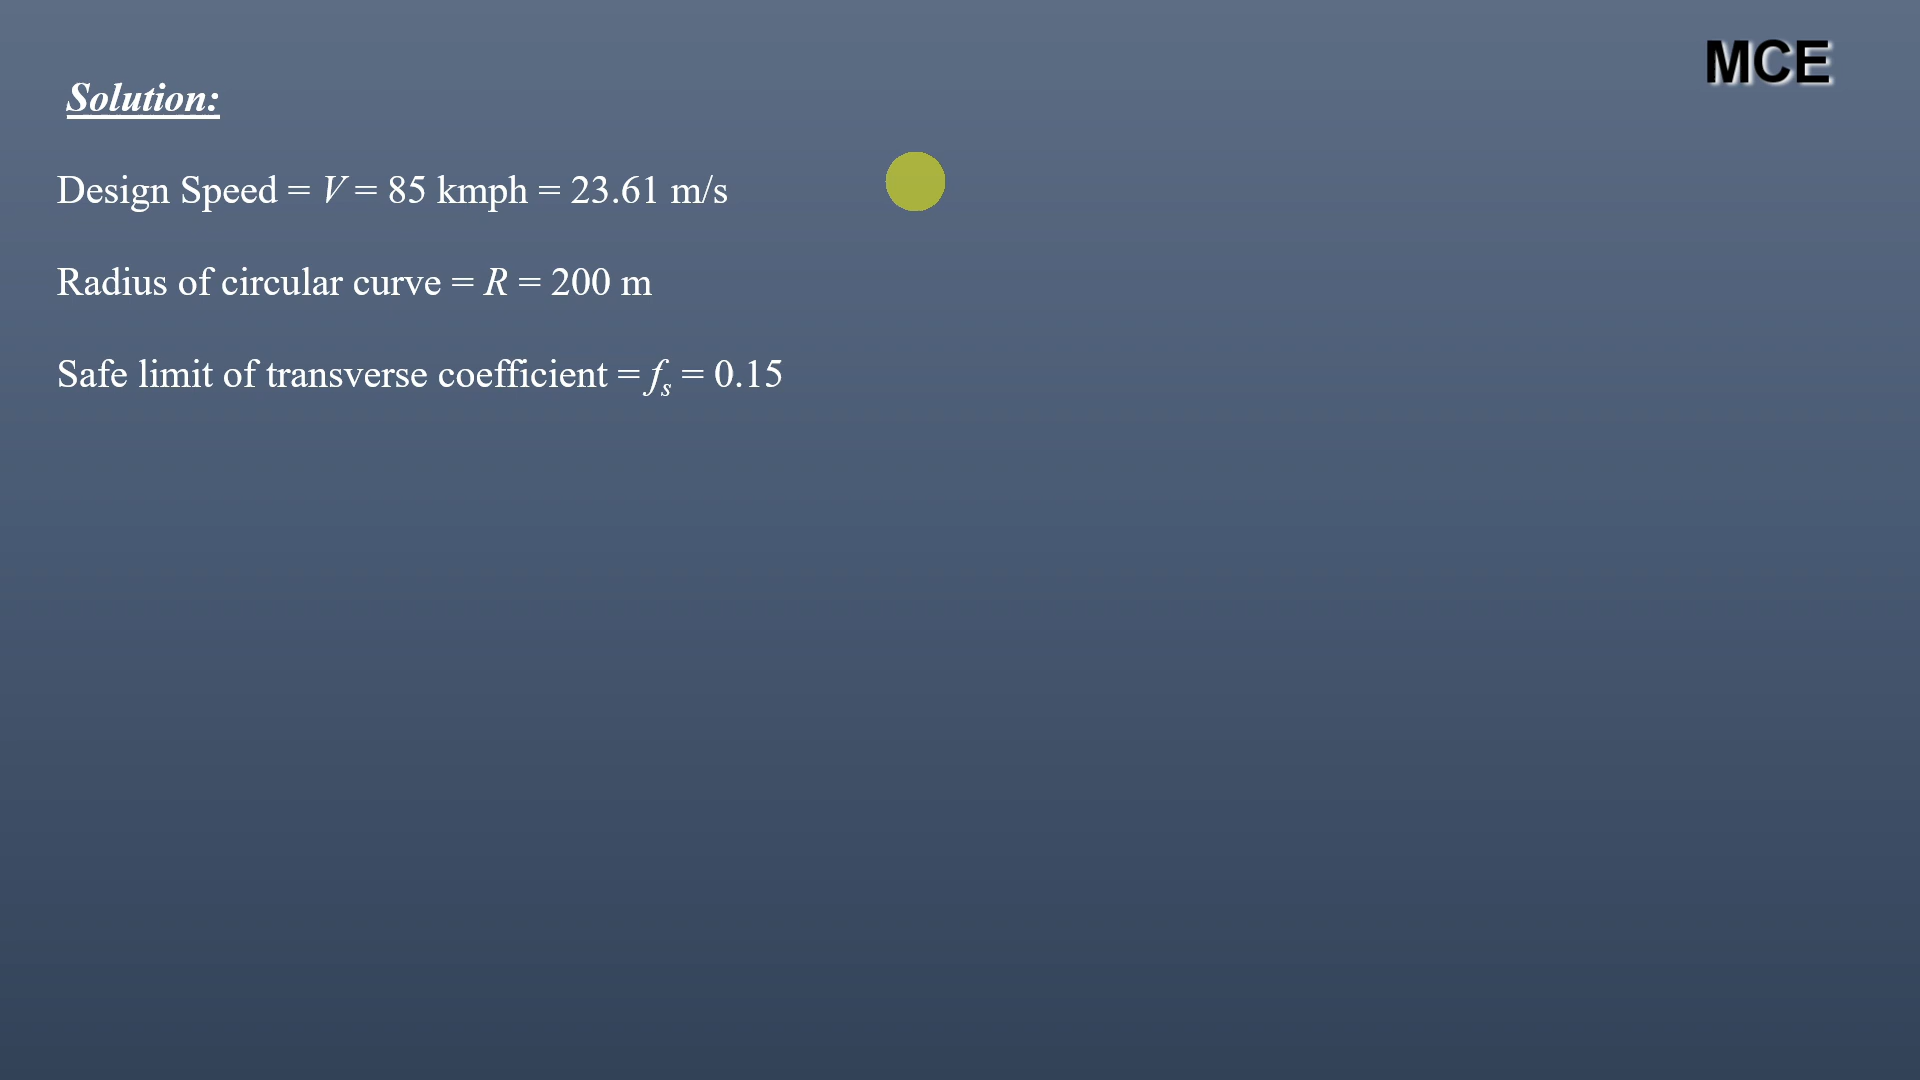 MCE
Solution:
Design Speed = V = 85 kmph = 23.61 m/s
Radius of circular curve = R = 200 m
Safe limit of transverse coefficient = fs = 0.15